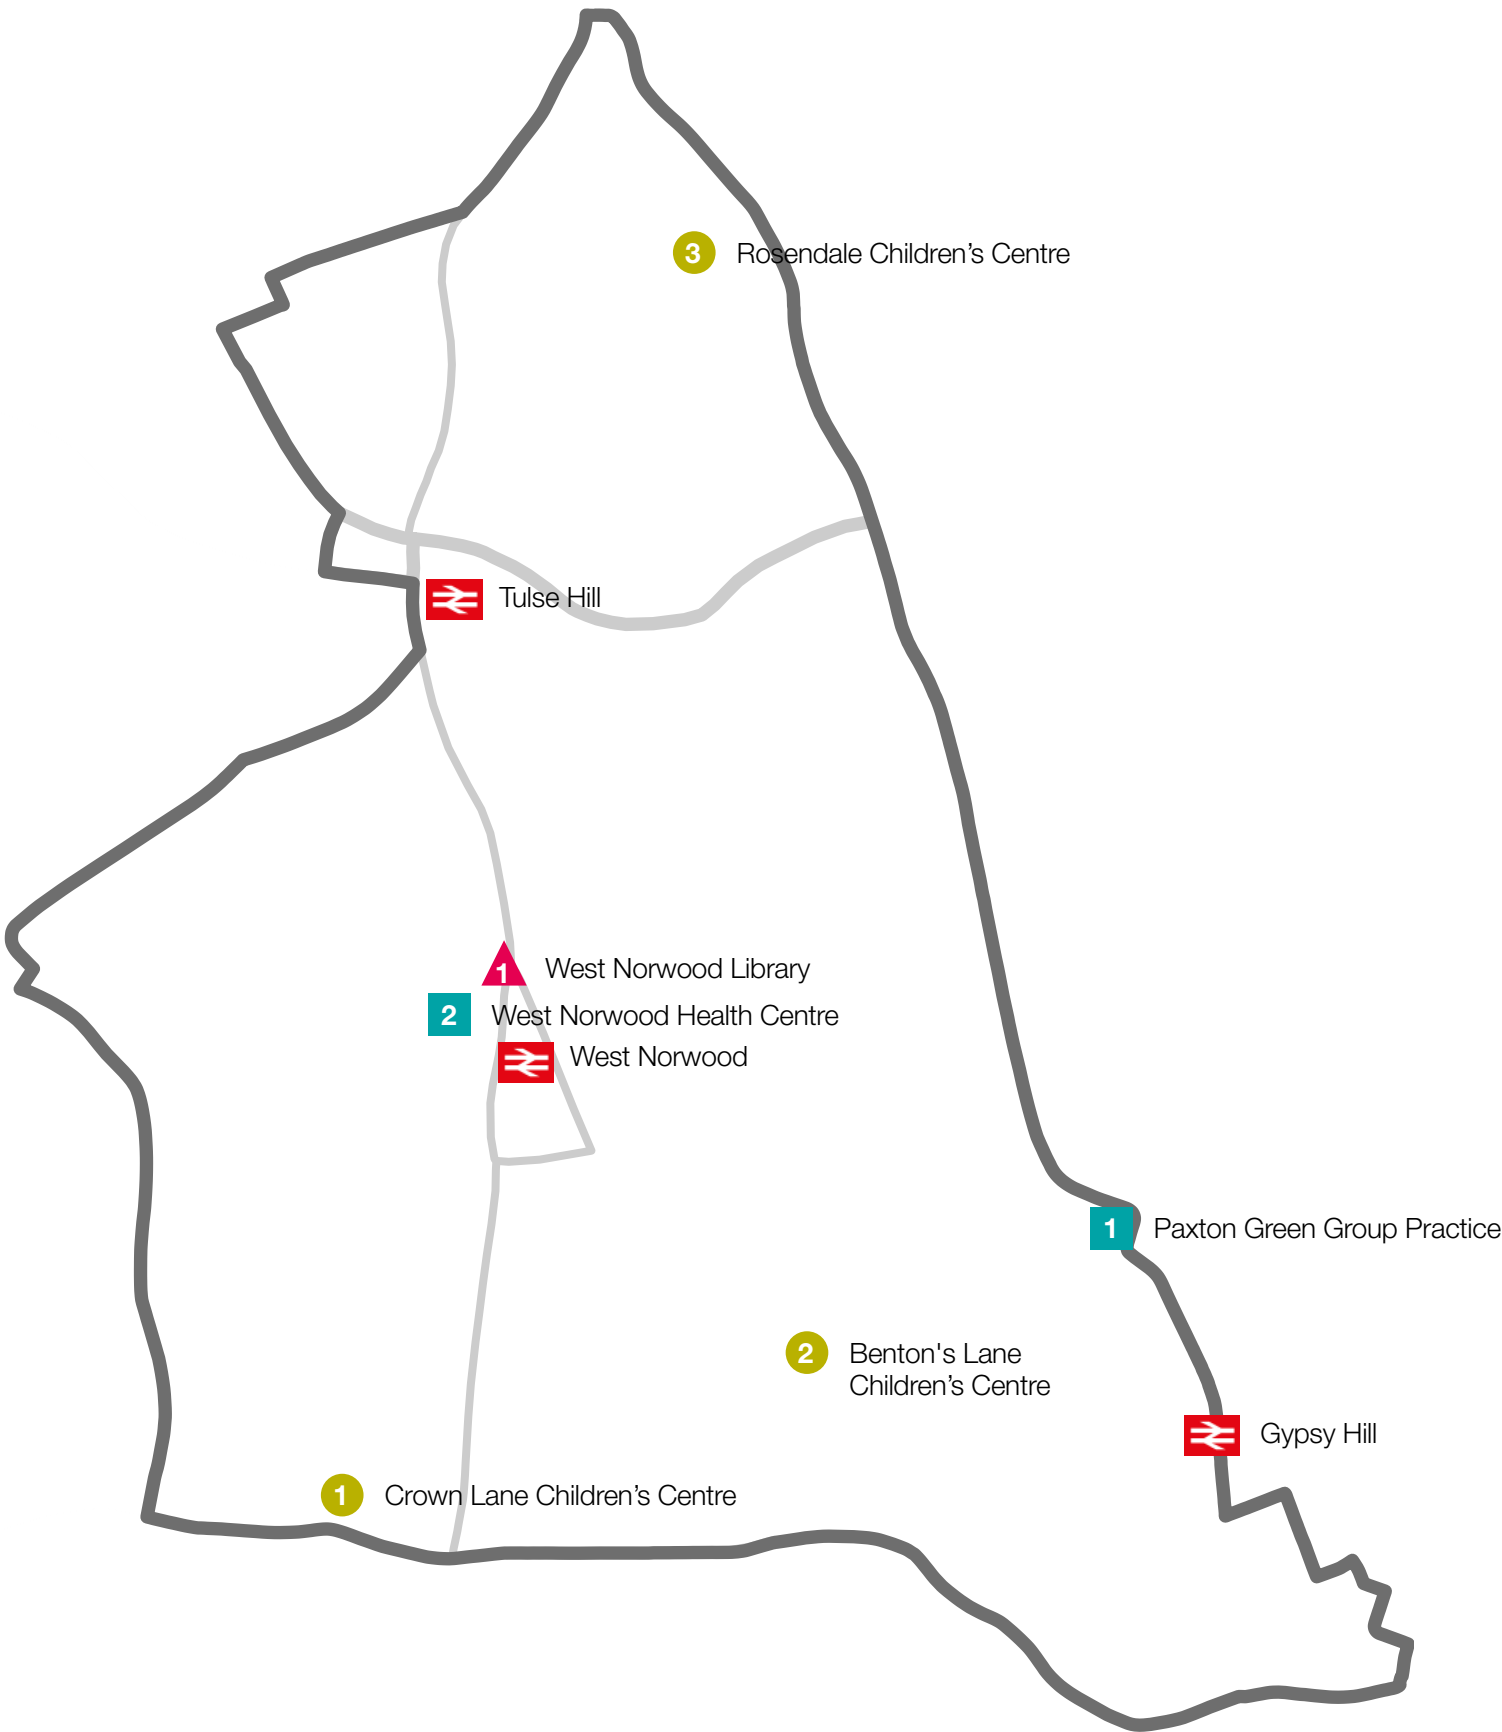 3 Rosendale Children’s Centre
Tulse Hill
1 West Norwood Library
2 West Norwood Health Centre
West Norwood
1 Paxton Green Group Practice
2 Benton's Lane
Children’s Centre
Gypsy Hill
1 Crown Lane Children’s Centre